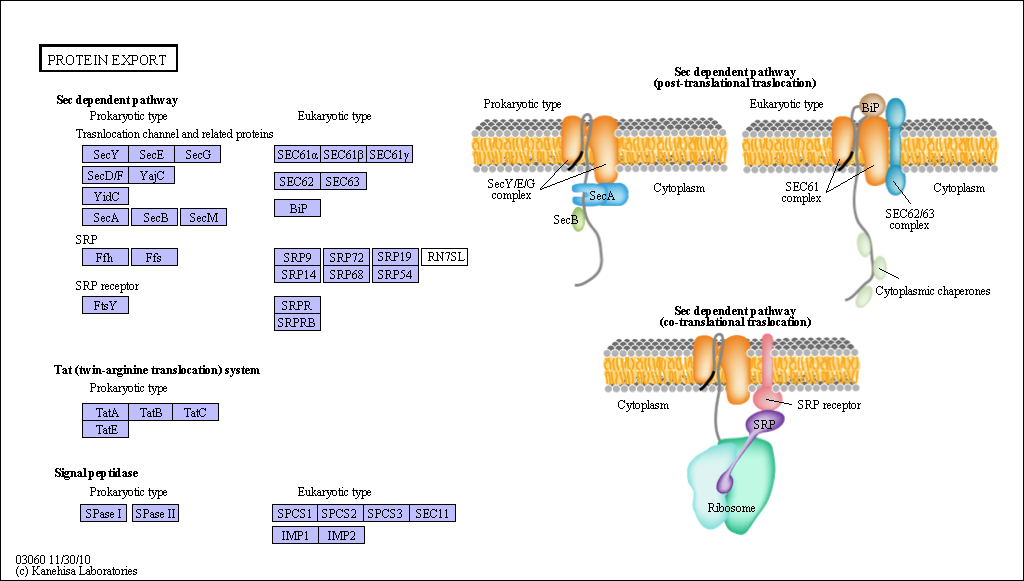 PROTEIN EXPORT
Sec dependent pathway
Prokaryotic type
Eukaryotic type
Trasnlocation channel and related proteins
SecY SecE SecG
SEC61α SEC61β SEC61γ
SecD/F YajC
SEC62 SEC63
YidC
BiP
SecA SecB SecM
SRP
Ffh Ffs
SRP9 SRP72 SRP19 RN7SL
SRP14 SRP68 SRP54
SRP receptor
FtsY
SRPR
SRPRB
Tat (twin-arginine translocation) system
Prokaryotic type
TatA TatB TatC
TatE
Signal peptidase
Prokaryotic type
Eukaryotic type
SPase I SPase II
SPCS1 SPCS2 SPCS3 SEC11
IMP1 IMP2
03060 11/30/10
(c) Kanehisa Laboratories
Sec dependent pathway
(post-translational traslocation)
Prokaryotic type
SecY/E/G
complex
SecA
SecB
Cytoplasm
Eukaryotic type
BiP
SEC61
complex
Cytoplasm
SEC62/63
complex
Cytoplasmic chaperones
Sec dependent pathway
(co-translational traslocation)
Cytoplasm
SRP receptor
SRP
Ribosome